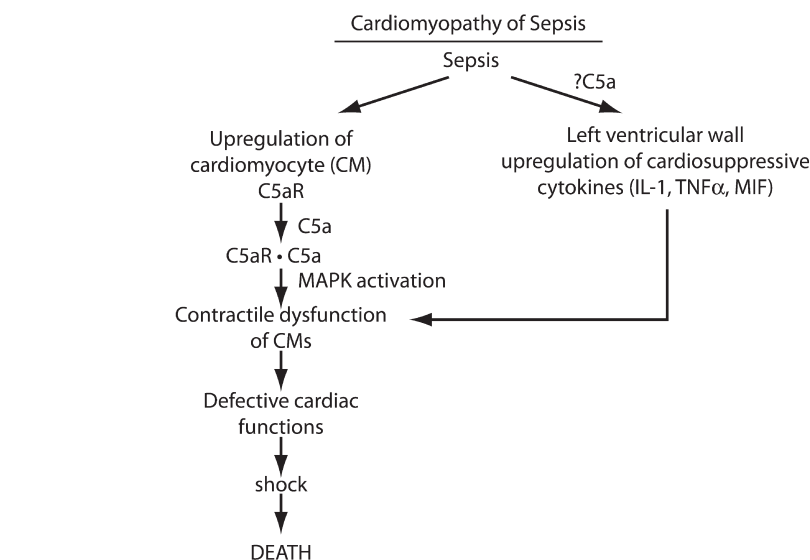 Cardiomyopathy of Sepsis
Sepsis
?C5a
Upregulation of
cardiomyocyte (CM)
C5aR
Left ventricular wall
upregulation of cardiosuppressive
cytokines (IL-1, TNFα, MIF)
C5a
C5aR • C5a
MAPK activation
Contractile dysfunction
of CMs
Defective cardiac
functions
shock
DEATH